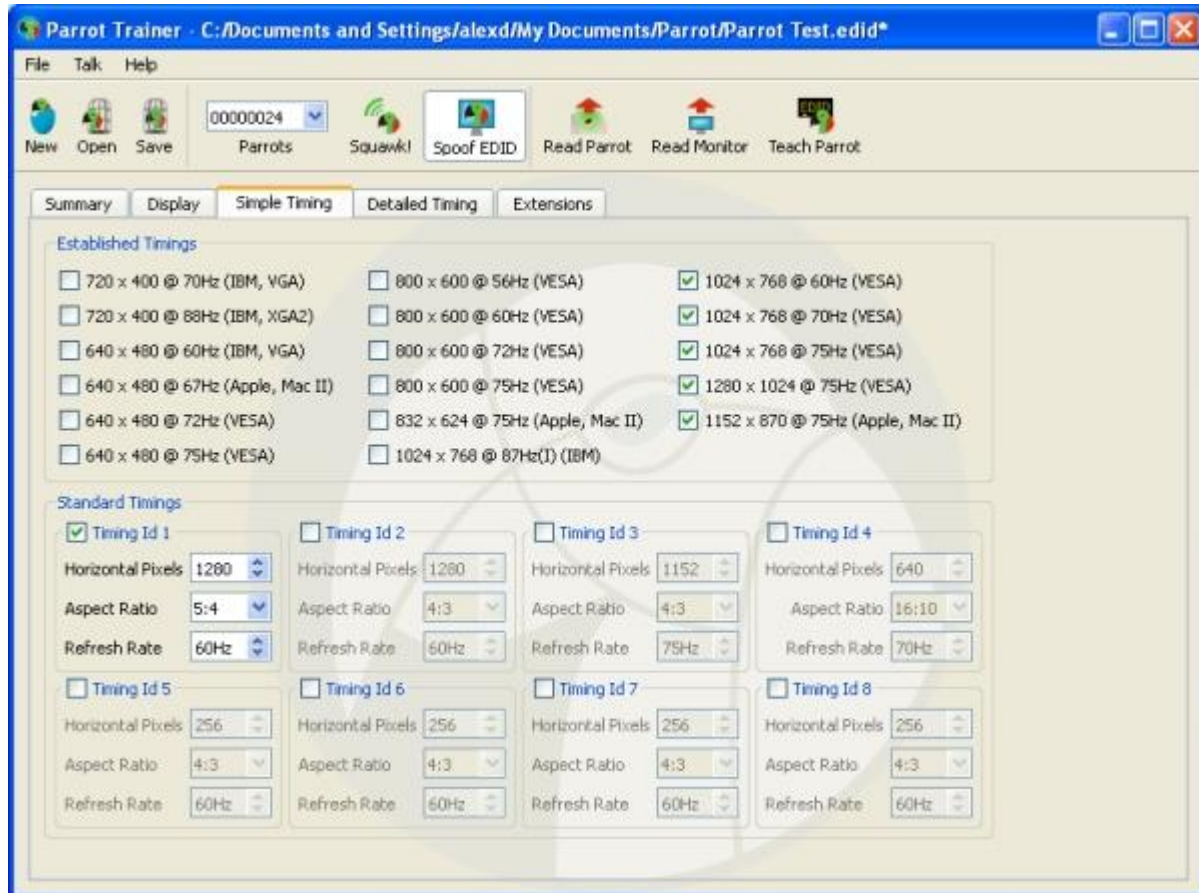 Parrot Trainer - C:/Documents and Settings/alexd/My Documents/Parrot/Parrot Test.edid*
File Talk Help
00000024
New Open Save Parrots Squawk! Spoof EDID Read Parrot Read Monitor Teach Parrot
EDID
Summary Display Simple Timing Detailed Timing Extensions
Established Timings
720 x 400 @ 70Hz (IBM, VGA) 800 x 600 @ 56Hz (VESA) 1024 x 768 @ 60Hz (VESA)
720 x 400 @ 88Hz (IBM, XGA2) 800 x 600 @ 60Hz (VESA) 1024 x 768 @ 70Hz (VESA)
640 x 480 @ 60Hz (IBM, VGA) 800 x 600 @ 72Hz (VESA) 1024 x 768 @ 75Hz (VESA)
640 x 480 @ 67Hz (Apple, Mac II) 800 x 600 @ 75Hz (VESA) 1280 x 1024 @ 75Hz (VESA)
640 x 480 @ 72Hz (VESA) 832 x 624 @ 75Hz (Apple, Mac II) 1152 x 870 @ 75Hz (Apple, Mac II)
640 x 480 @ 75Hz (VESA) 1024 x 768 @ 87Hz(I) (IBM)
Standard Timings
Timing Id 1 Timing Id 2 Timing Id 3 Timing Id 4
Horizontal Pixels 1280 Horizontal Pixels 1280 Horizontal Pixels 1152 Horizontal Pixels 640
Aspect Ratio 5:4 Aspect Ratio 4:3 Aspect Ratio 4:3 Aspect Ratio 16:10
Refresh Rate 60Hz Refresh Rate 60Hz Refresh Rate 75Hz Refresh Rate 70Hz
Timing Id 5 Timing Id 6 Timing Id 7 Timing Id 8
Horizontal Pixels 256 Horizontal Pixels 256 Horizontal Pixels 256 Horizontal Pixels 256
Aspect Ratio 4:3 Aspect Ratio 4:3 Aspect Ratio 4:3 Aspect Ratio 4:3
Refresh Rate 60Hz Refresh Rate 60Hz Refresh Rate 60Hz Refresh Rate 60Hz